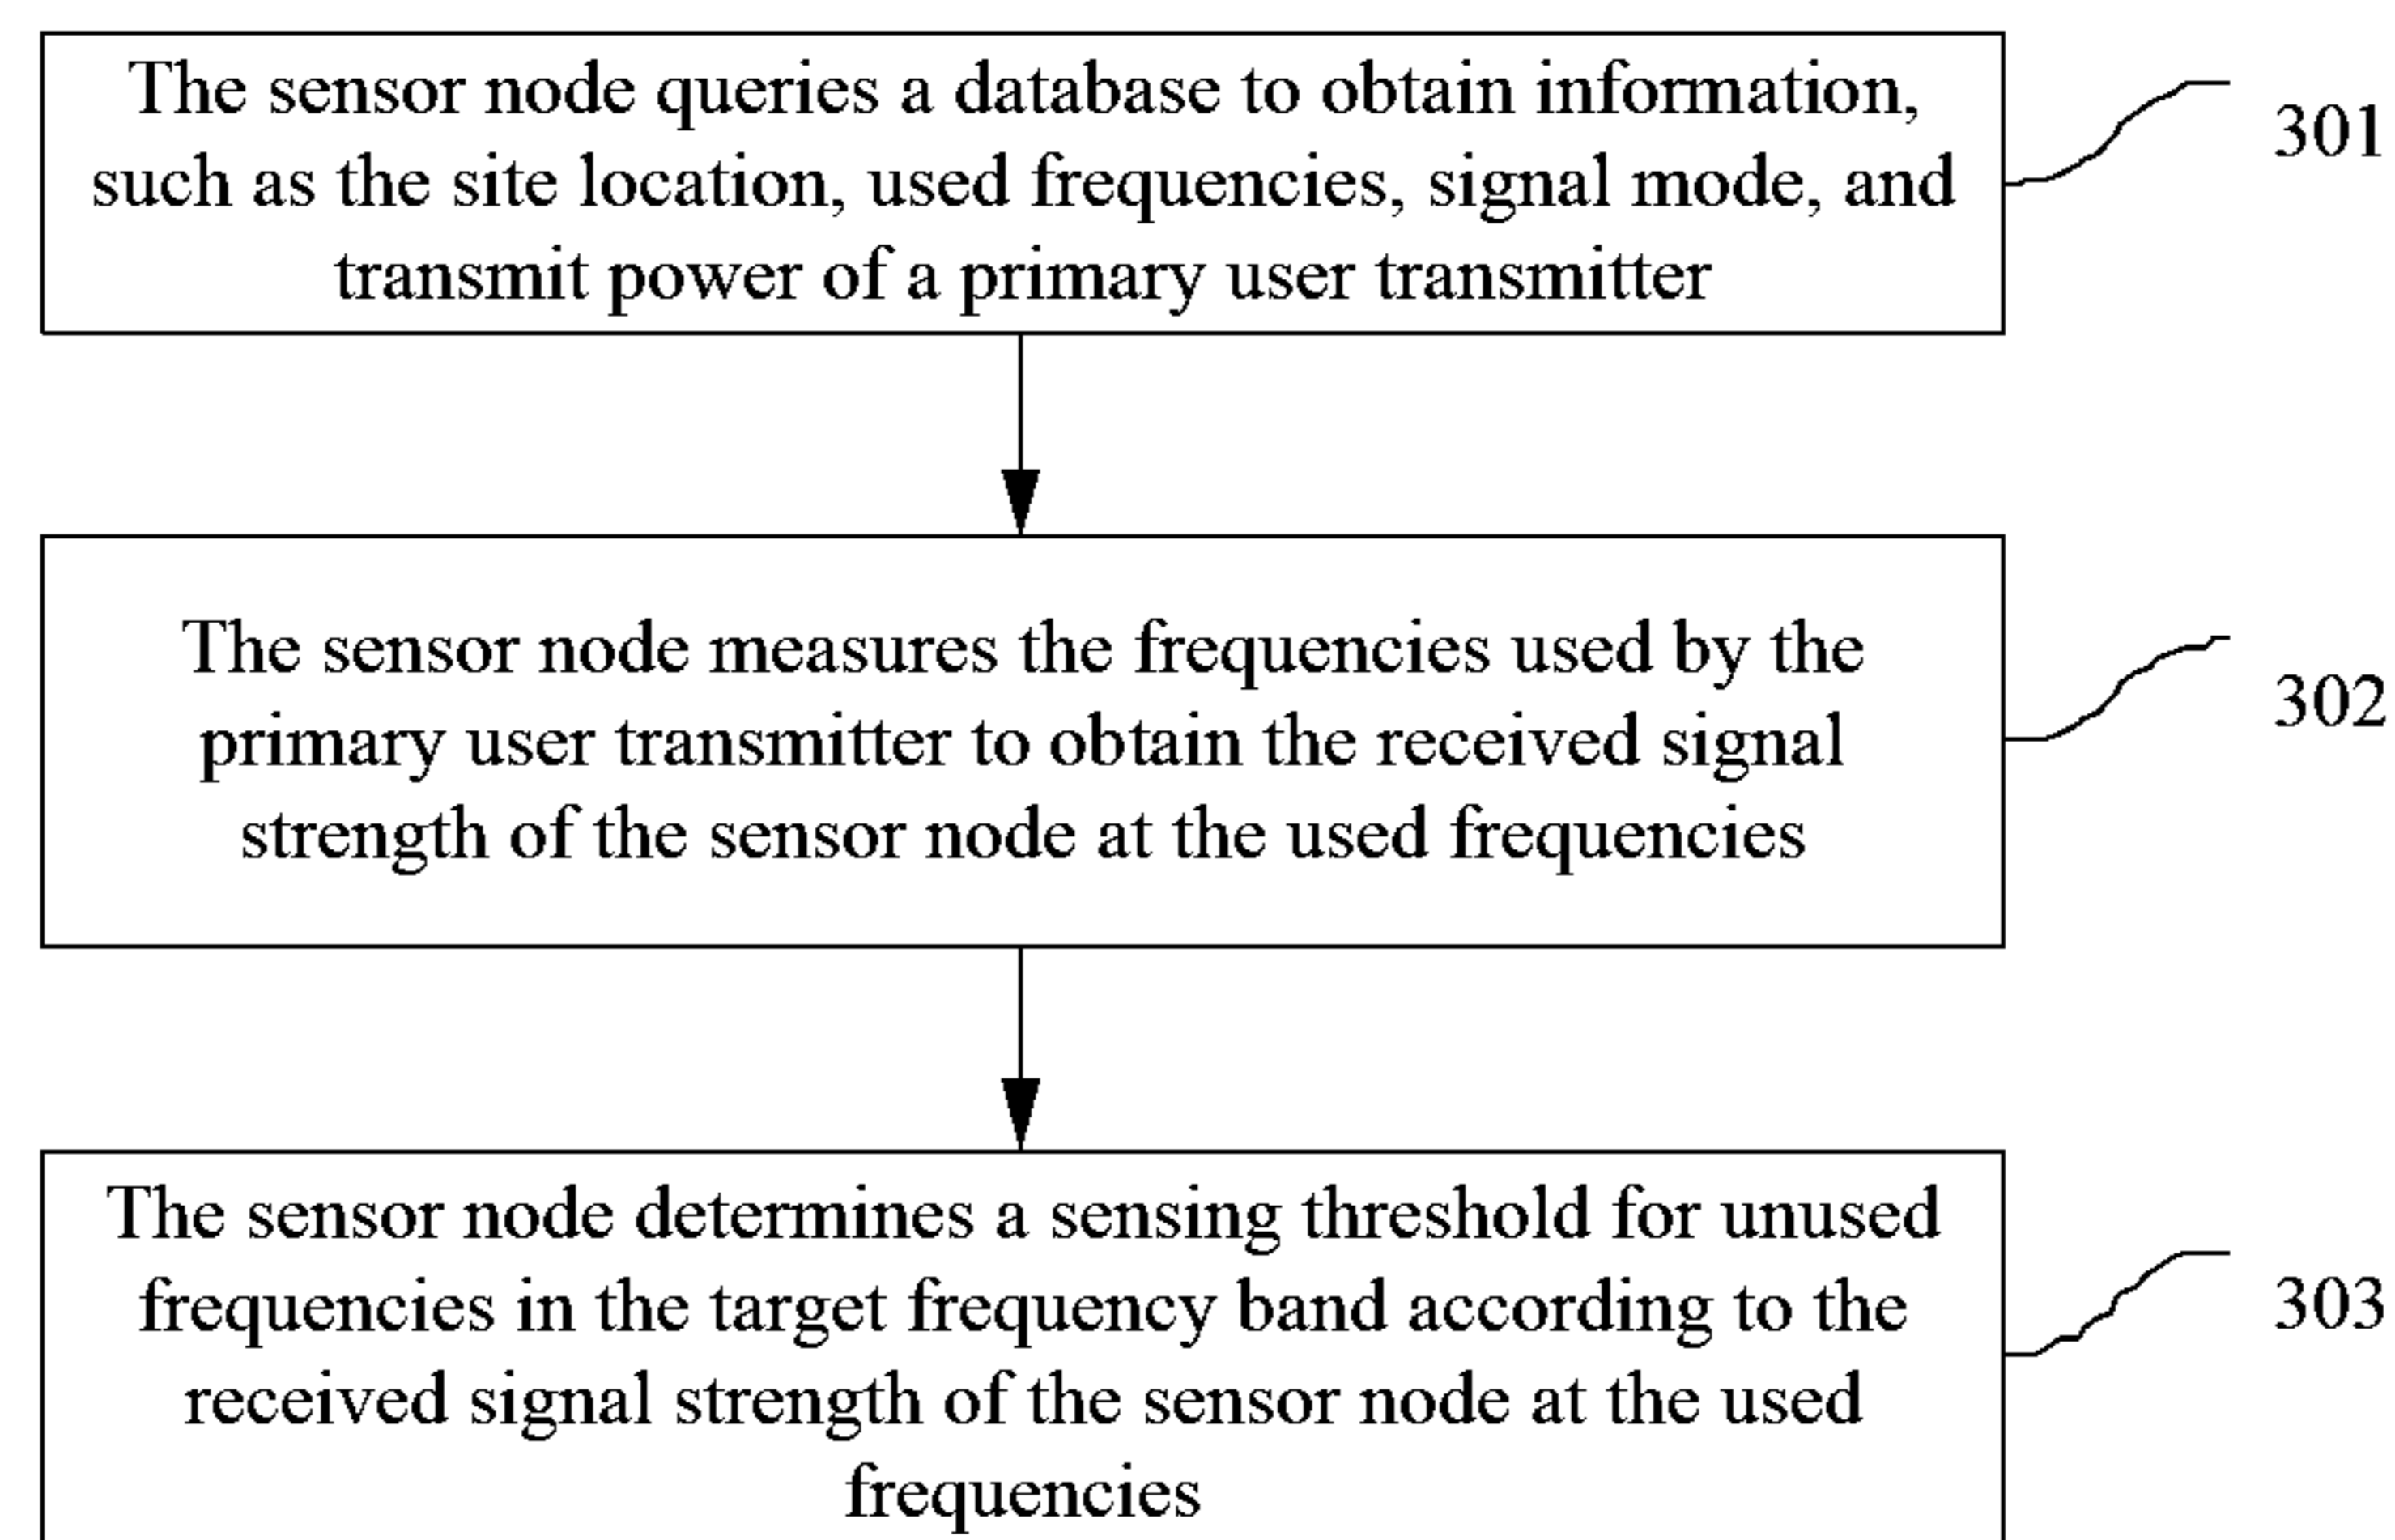 The sensor node queries a database to obtain information,
such as the site location, used frequencies, signal mode, and
transmit power of a primary user transmitter
301
The sensor node measures the frequencies used by the
primary user transmitter to obtain the received signal
strength of the sensor node at the used frequencies
302
The sensor node determines a sensing threshold for unused
frequencies in the target frequency band according to the
received signal strength of the sensor node at the used
frequencies
303